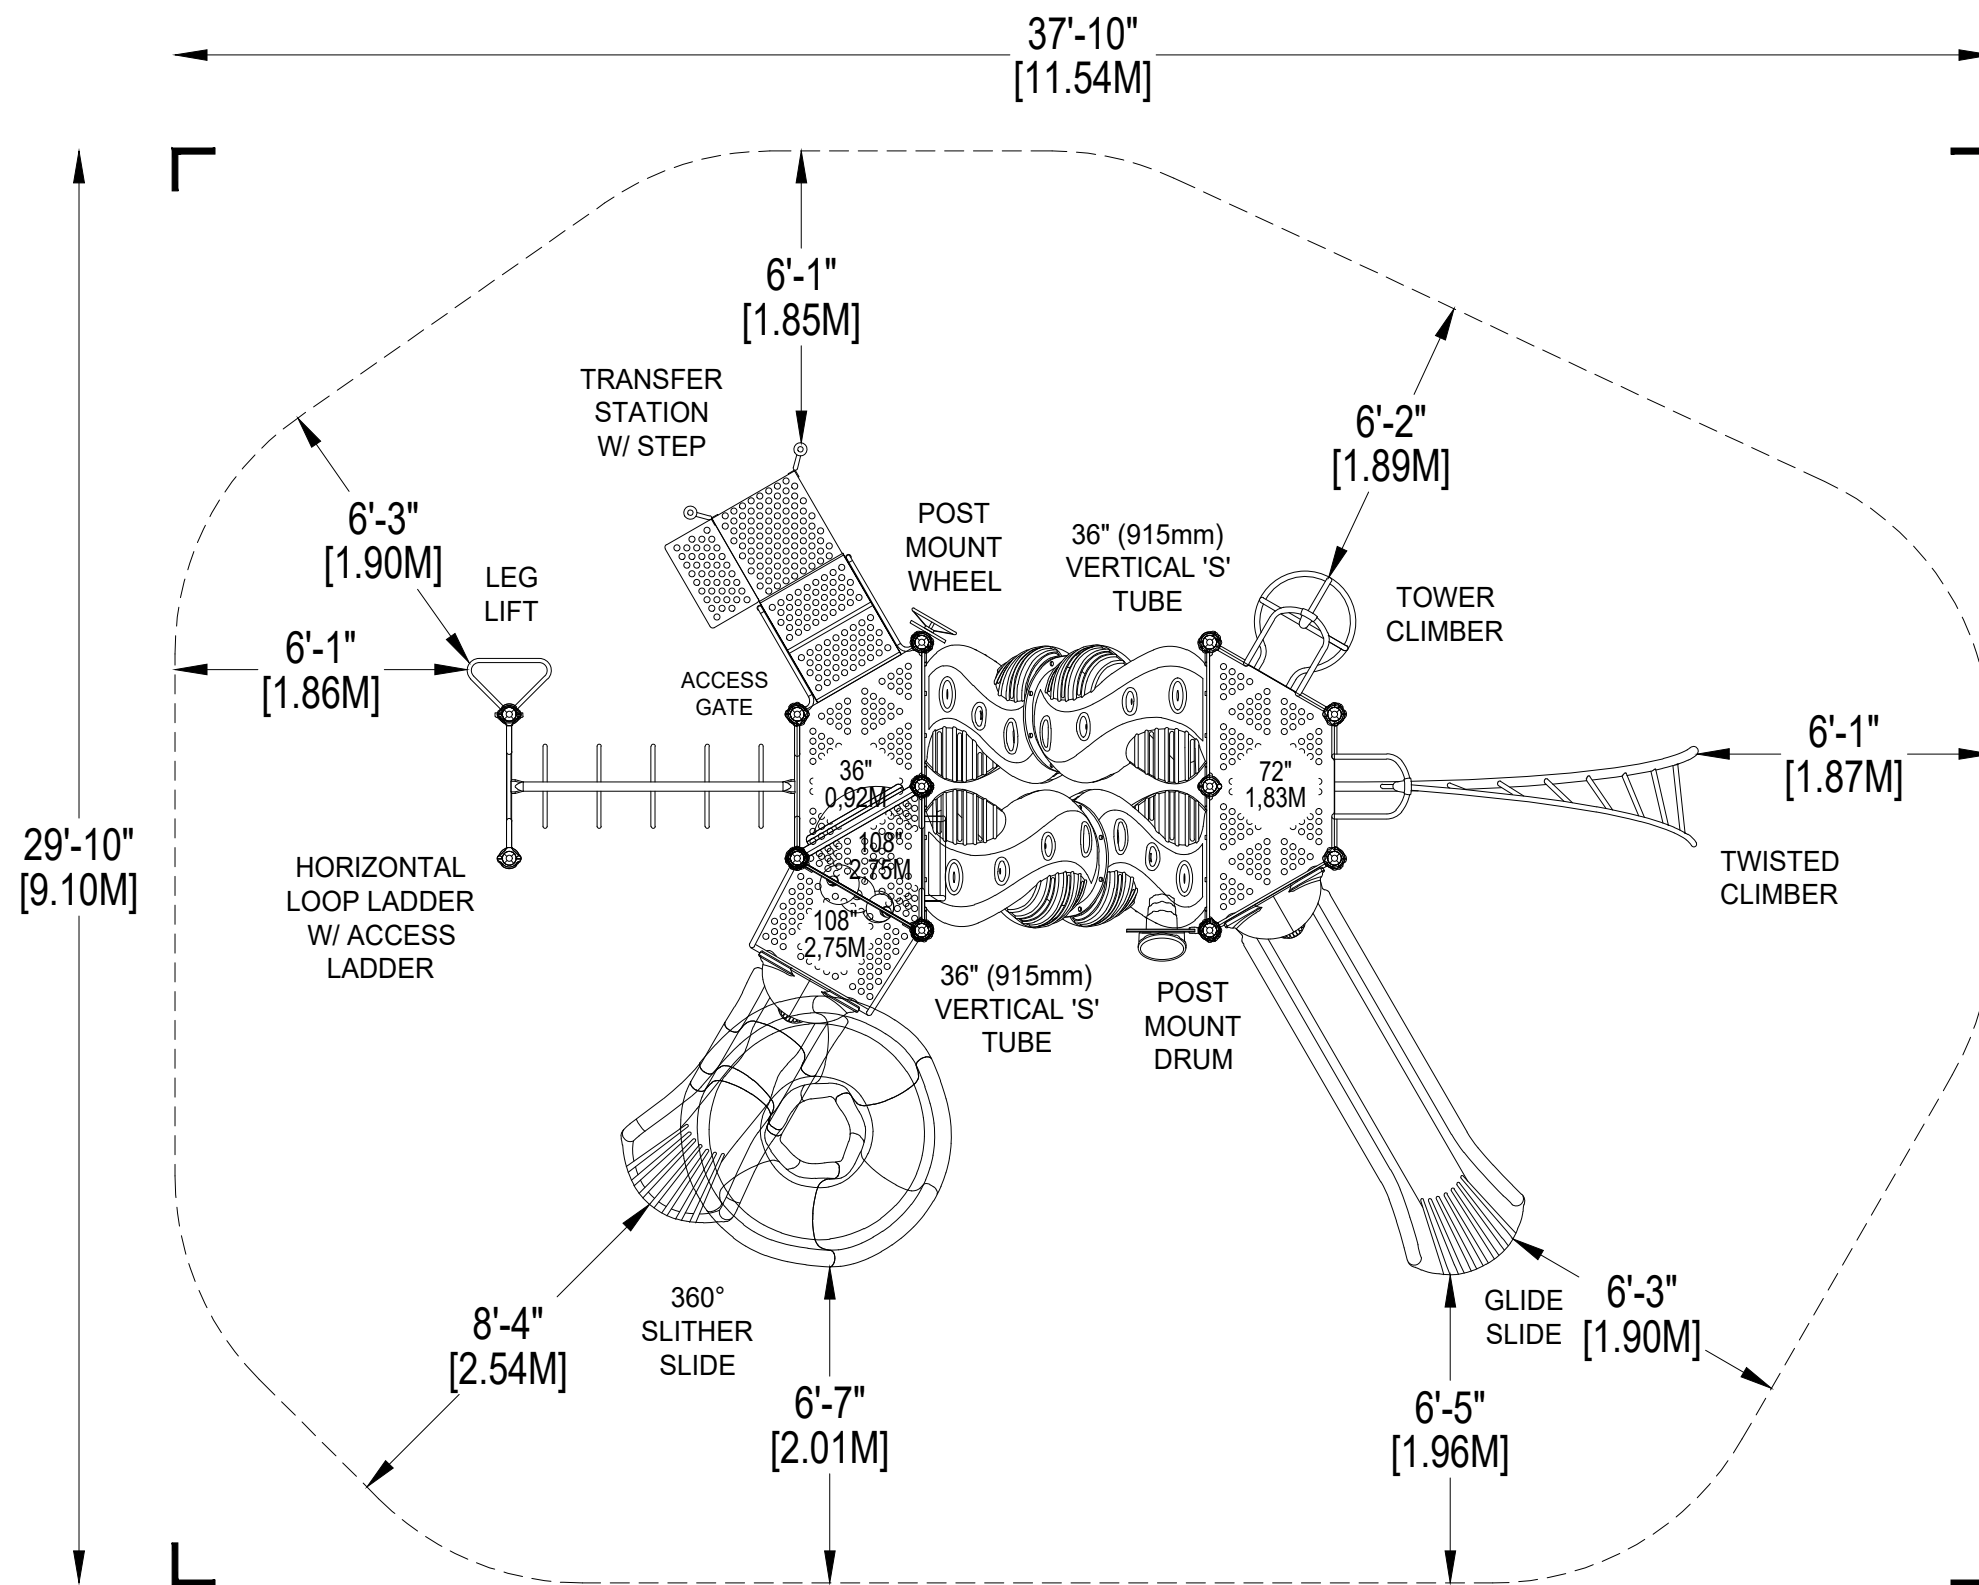 37'-10"
[11.54M]
6'-1"
[1.85M]
TRANSFER
STATION
W/ STEP
6'-2"
[1.89M]
6'-3"
[1.90M]
POST
MOUNT
WHEEL
36" (915mm)
VERTICAL 'S'
TUBE
LEG
LIFT
TOWER
CLIMBER
6'-1"
[1.86M]
ACCESS
GATE
6'-1"
[1.87M]
36"
0,92M
72"
1,83M
29'-10"
[9.10M]
108"
2,75M
HORIZONTAL
LOOP LADDER
W/ ACCESS
LADDER
TWISTED
CLIMBER
108"
2,75M
36" (915mm)
VERTICAL 'S'
TUBE
POST
MOUNT
DRUM
360°
SLITHER
SLIDE
GLIDE
SLIDE
6'-3"
[1.90M]
8'-4"
[2.54M]
6'-7"
[2.01M]
6'-5"
[1.96M]